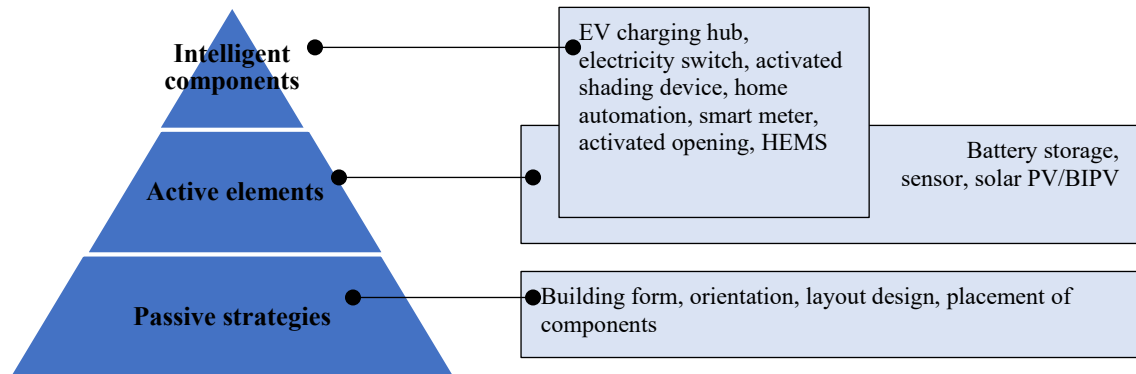 Intelligent
components
EV charging hub,
electricity switch, activated
shading device, home
automation, smart meter,
activated opening, HEMS
Active elements
Battery storage,
sensor, solar PV/BIPV
Passive strategies
Building form, orientation, layout design, placement of
components